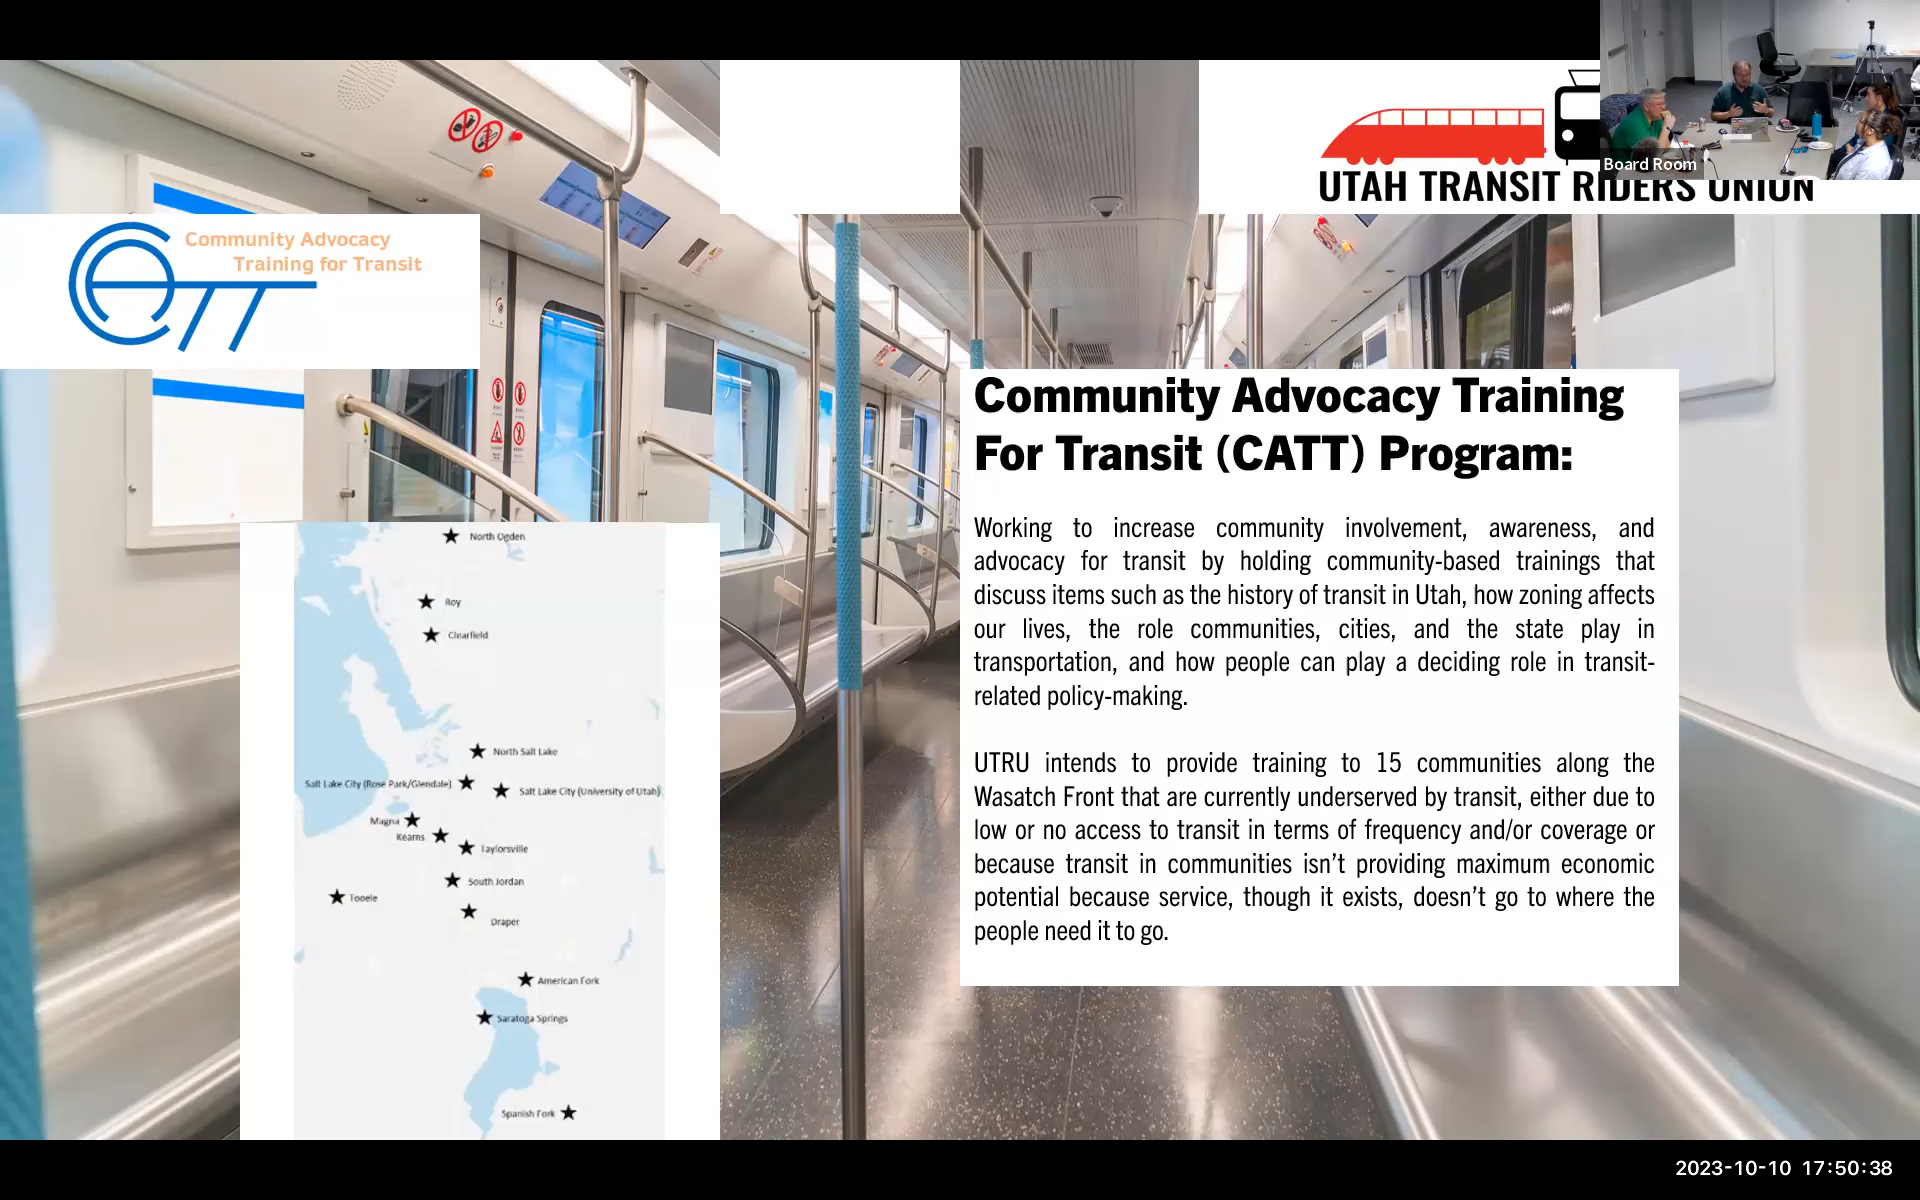 Board Room
UTAH TRANSIT RIDERS UNION
Community Advocacy
Training for Transit
CATT
Community Advocacy Training
For Transit (CATT) Program:
Working to increase community involvement, awareness, and
advocacy for transit by holding community-based trainings that
discuss items such as the history of transit in Utah, how zoning affects
our lives, the role communities, cities, and the state play in
transportation, and how people can play a deciding role in transit-
related policy-making.
UTRU intends to provide training to 15 communities along the
Wasatch Front that are currently underserved by transit, either due to
low or no access to transit in terms of frequency and/or coverage or
because transit in communities isn't providing maximum economic
potential because service, though it exists, doesn't go to where the
people need it to go.
North Ogden
Roy
Clearfield
North Salt Lake
Salt Lake City (Rose Park/Glendale)
Salt Lake City (University of Utah)
Magna
Kearns
Taylorsville
South Jordan
Tooele
Draper
American Fork
Saratoga Springs
Spanish Fork
2023-10-10 17:50:38